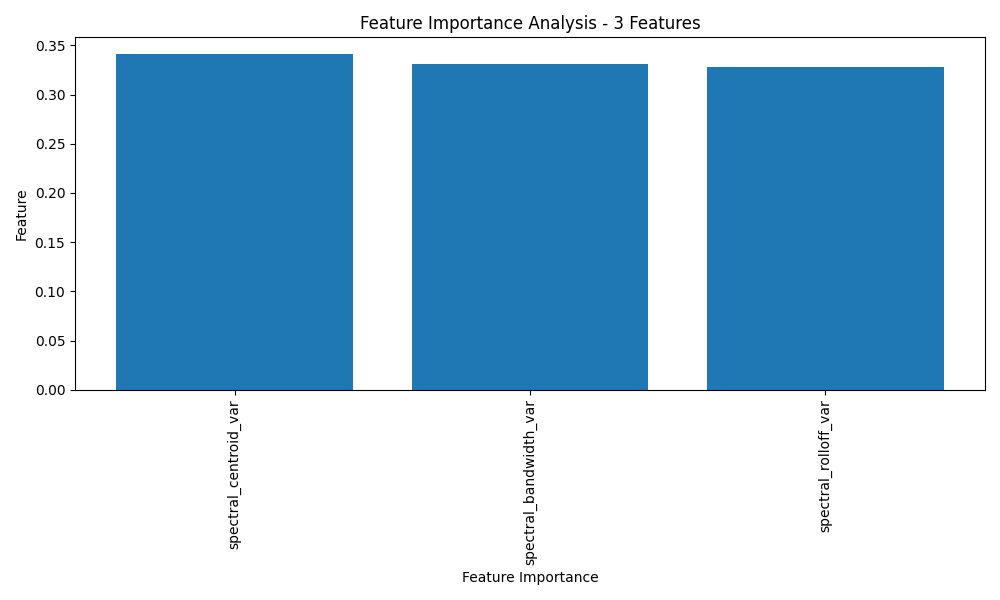 Feature Importance Analysis - 3 Features
Feature
0.35
0.30
0.25
0.20
0.15
0.10
0.05
0.00
spectral_centroid_var
spectral_bandwidth_var
spectral_rolloff_var
Feature Importance